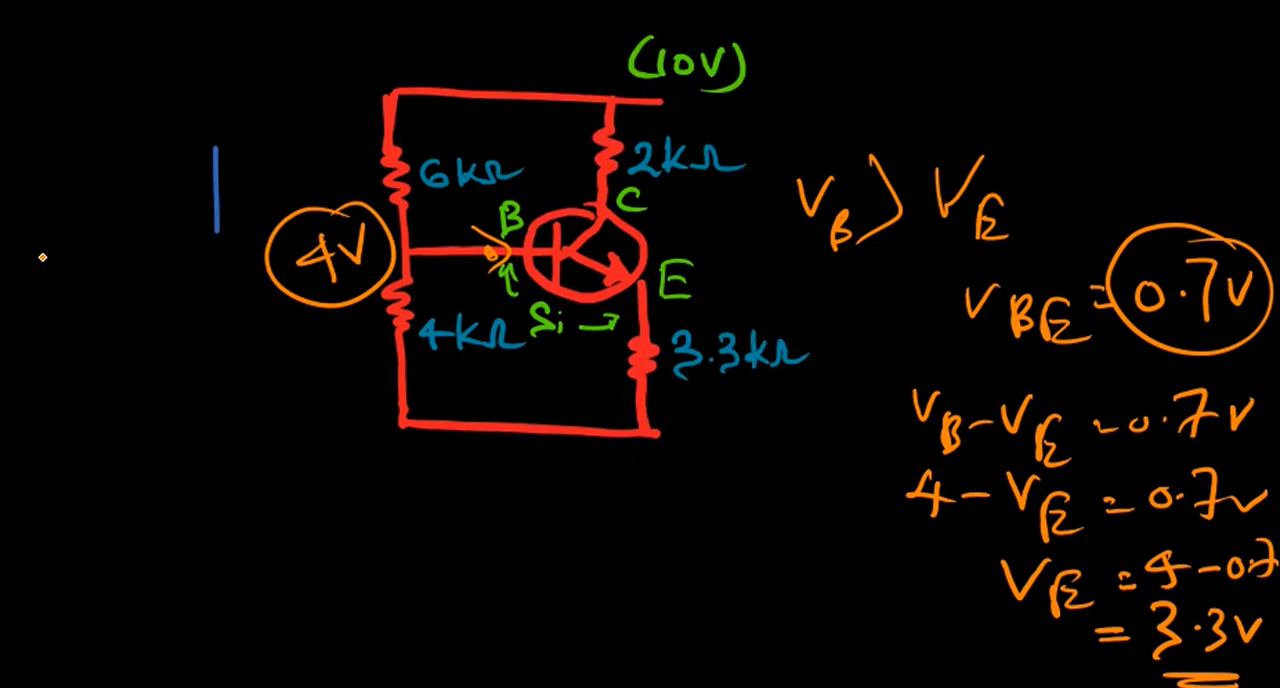 (10V)
6kΩ
2kΩ
C
B
4V
E
Si
4kΩ
3.3kΩ
VB > VE
VBE = 0.7V
VB - VE = 0.7V
4 - VE = 0.7V
VE = 4 - 0.7
= 3.3V